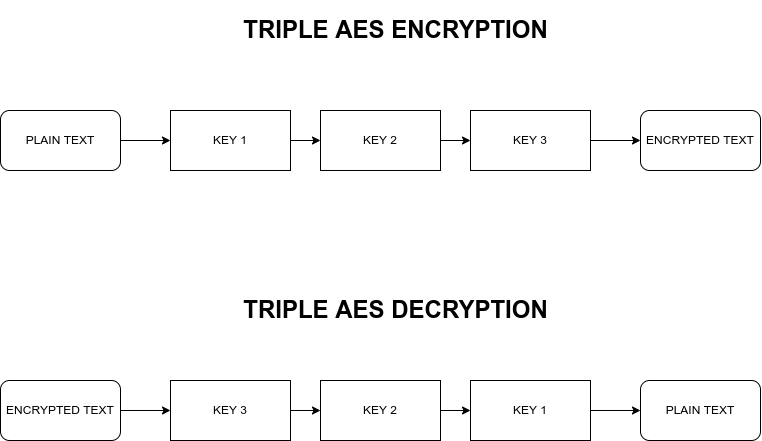 TRIPLE AES ENCRYPTION
PLAIN TEXT
KEY 1
KEY 2
KEY 3
ENCRYPTED TEXT
TRIPLE AES DECRYPTION
ENCRYPTED TEXT
KEY 3
KEY 2
KEY 1
PLAIN TEXT